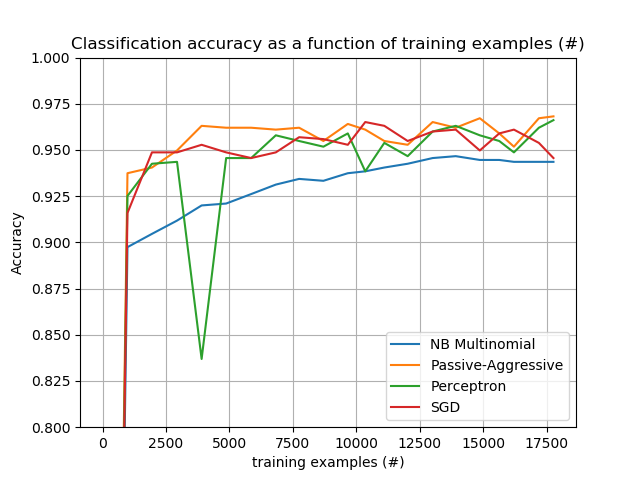 Classification accuracy as a function of training examples (#)
1.000
0.975
0.950
0.925
0.900
0.875
0.850
0.825
0.800
Accuracy
NB Multinomial
Passive-Aggressive
Perceptron
SGD
0 2500 5000 7500 10000 12500 15000 17500
training examples (#)